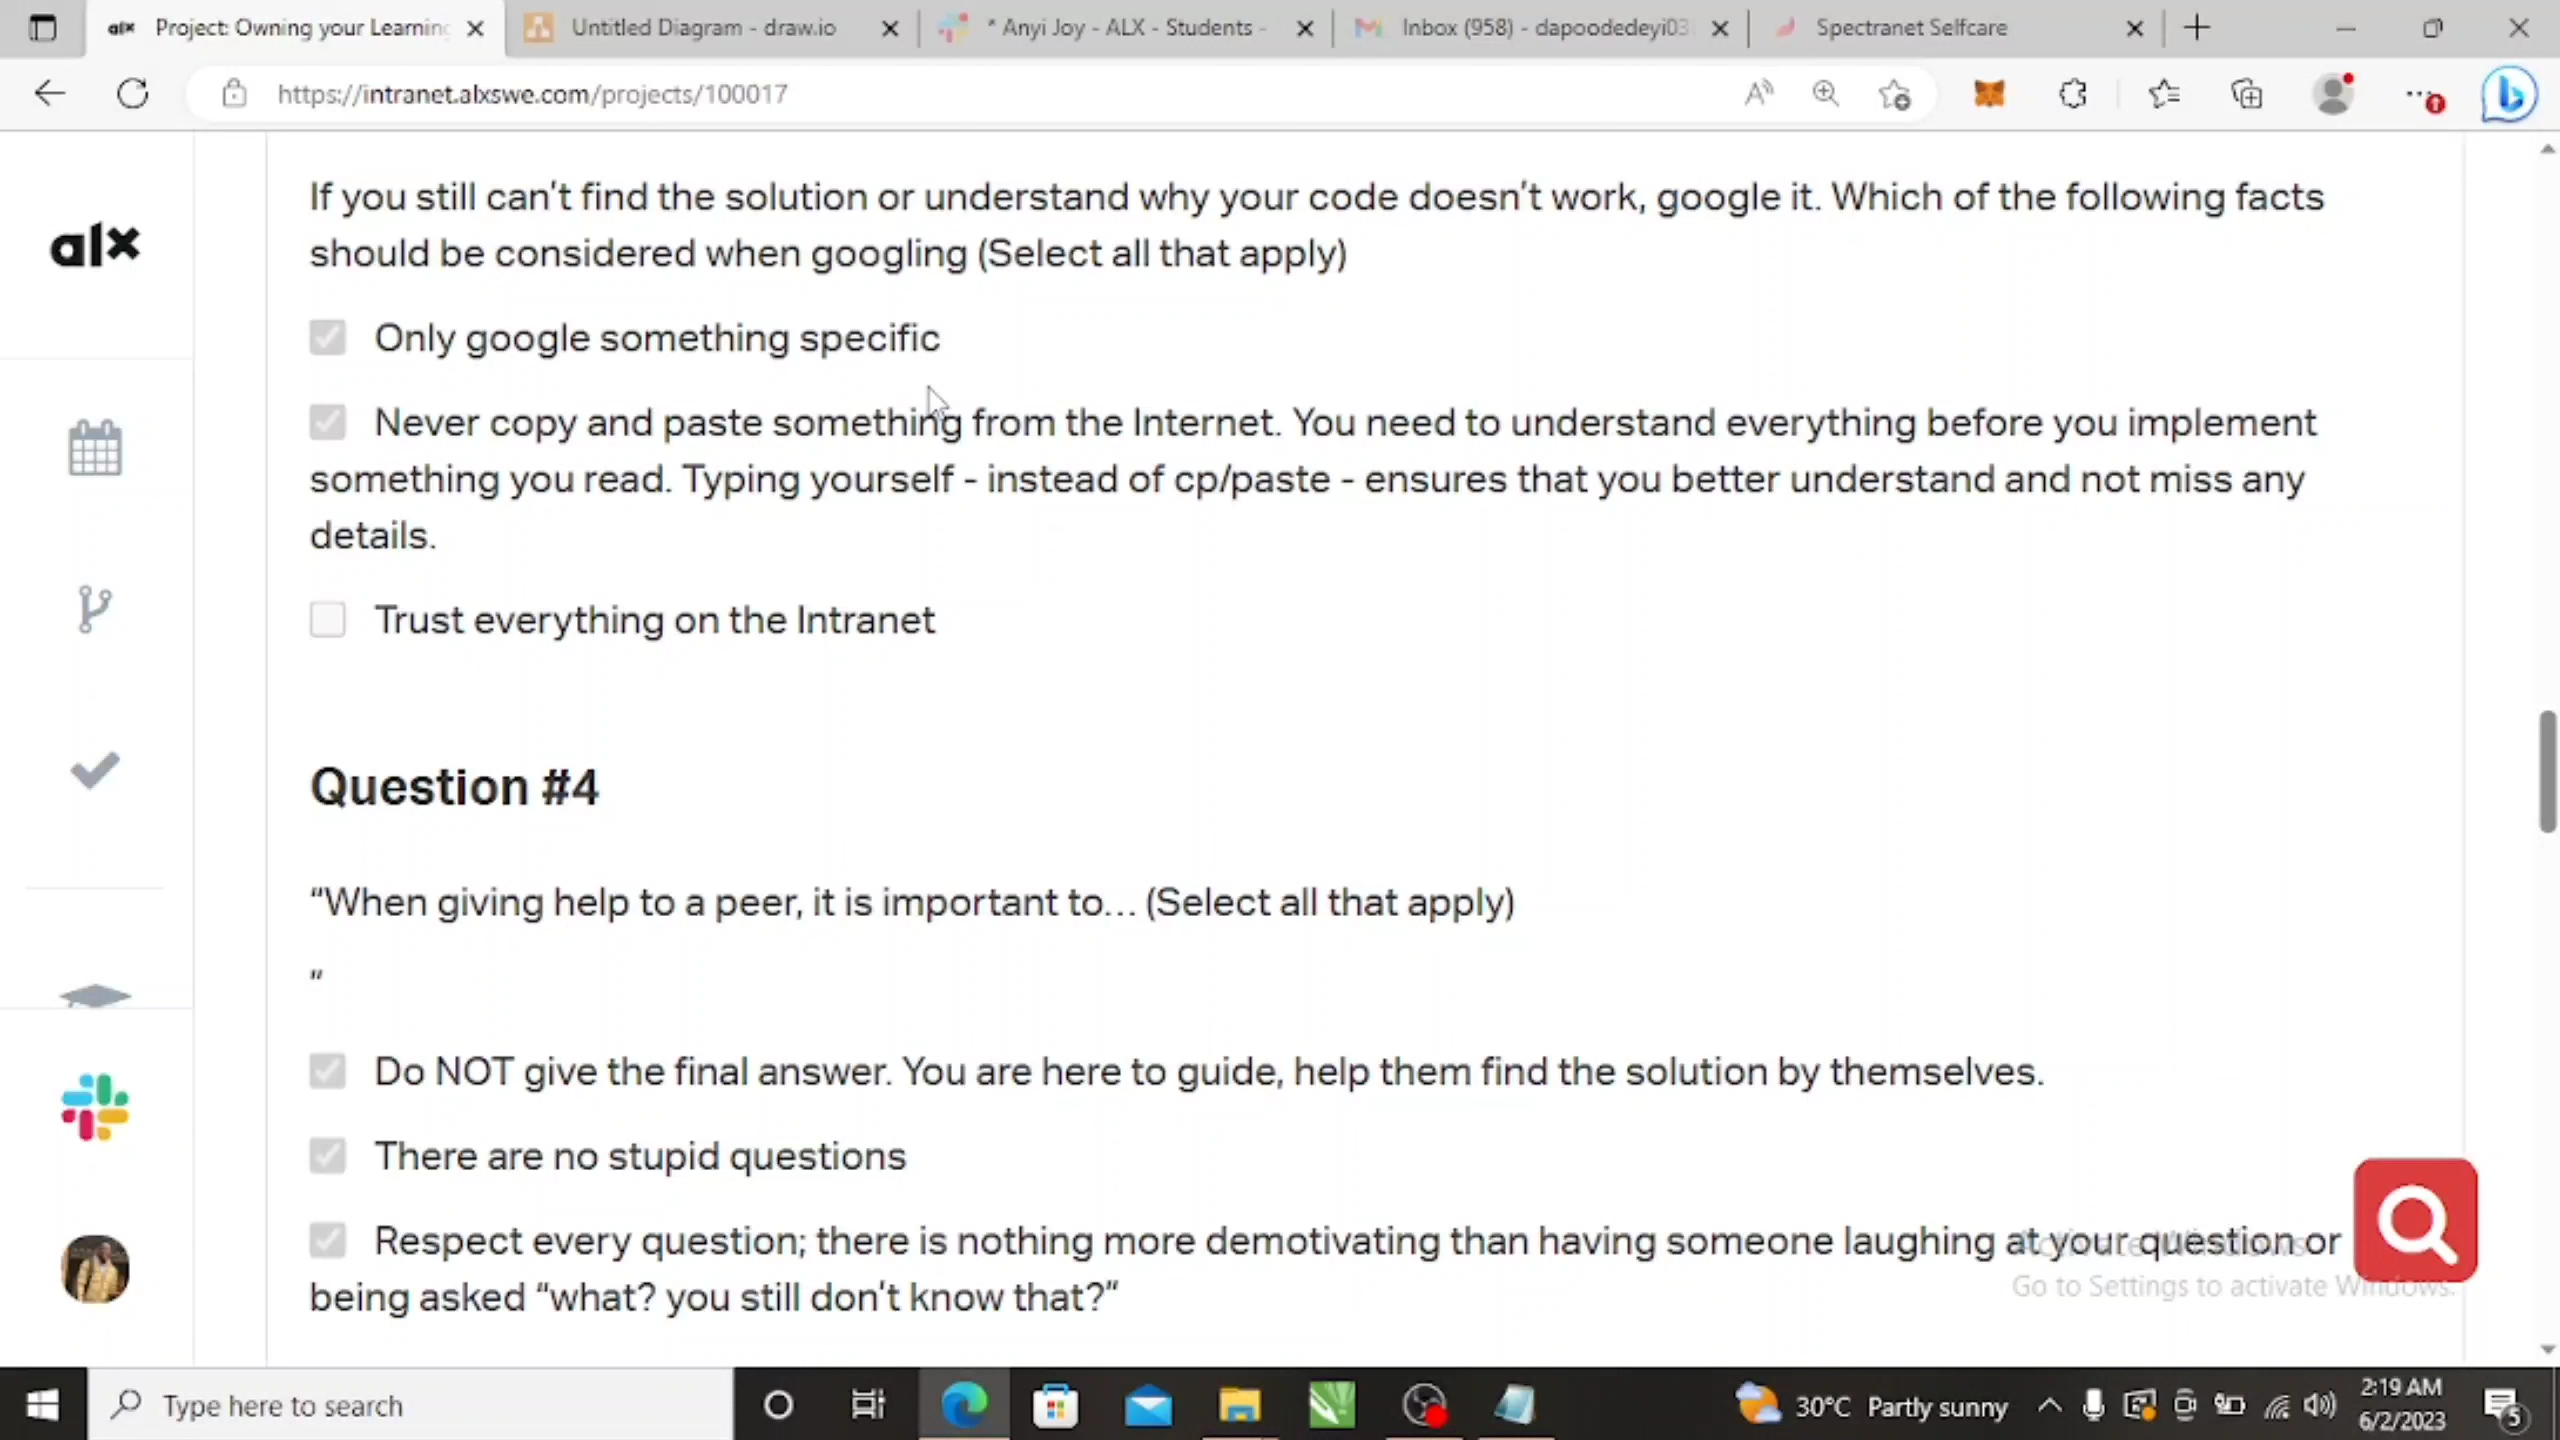 Project: Owning your Learning
Untitled Diagram - draw.io
* Anyi Joy - ALX - Students -
Inbox (958) - dapoodedeyi03
Spectranet Selfcare
https://intranet.alxswe.com/projects/100017
alx
If you still can't find the solution or understand why your code doesn't work, google it. Which of the following facts
should be considered when googling (Select all that apply)
Only google something specific
Never copy and paste something from the Internet. You need to understand everything before you implement
something you read. Typing yourself - instead of cp/paste - ensures that you better understand and not miss any
details.
Trust everything on the Intranet
Question #4
“When giving help to a peer, it is important to… (Select all that apply)
“
Do NOT give the final answer. You are here to guide, help them find the solution by themselves.
There are no stupid questions
Respect every question; there is nothing more demotivating than having someone laughing at your question or
being asked “what? you still don't know that?”
Activate Windows
Go to Settings to activate Windows.
Type here to search
30°C Partly sunny
2:19 AM
6/2/2023
5